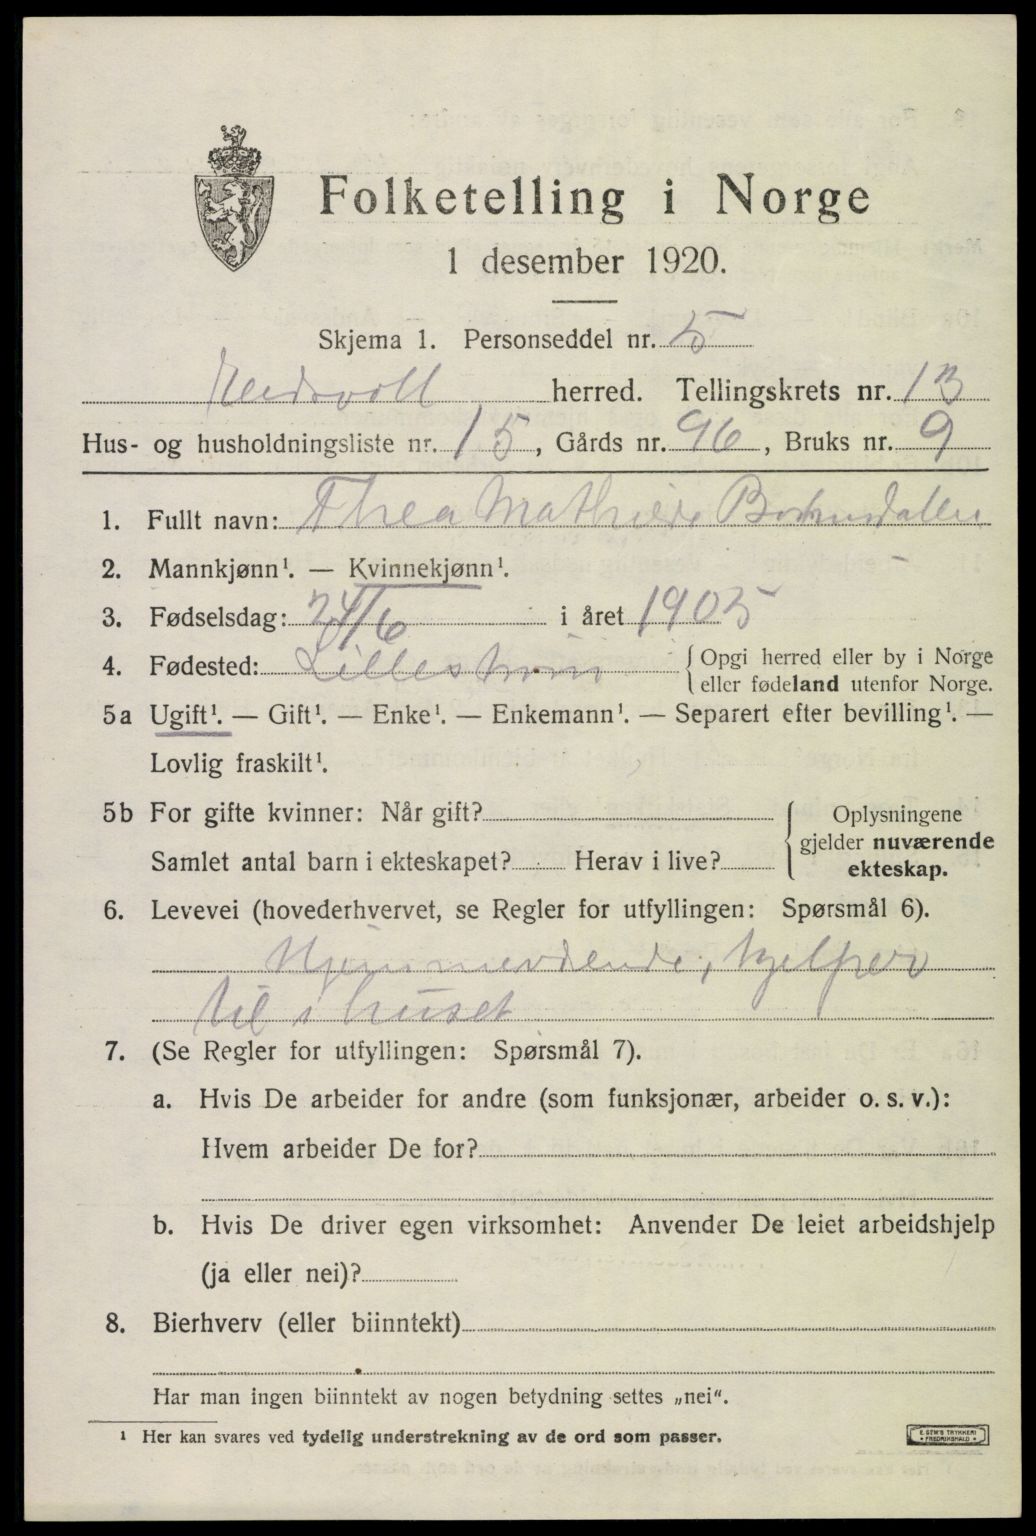 Folketelling i Norge
1 desember 1920.
Skjema 1. Personseddel nr. 5
Eidsvoll herred. Tellingskrets nr. 13
Hus- og husholdningsliste nr. 15, Gårds nr. 96, Bruks nr. 9
1. Fullt navn: Thea Mathilde
2. Mannkjønn¹. — Kvinnekjønn¹.
3. Fødselsdag: 24/6 i året 1905
4. Fødested: Lillestrøm { Opgi herred eller by i Norge
eller fødeland utenfor Norge.
5a Ugift¹. — Gift¹. — Enke¹. — Enkemann¹. — Separert efter bevilling¹. —
Lovlig fraskilt¹.
5b For gifte kvinner: Når gift?
Samlet antal barn i ekteskapet? Herav i live?
Oplysningene
gjelder nuværende
ekteskap.
6. Levevei (hovederhvervet, se Regler for utfyllingen: Spørsmål 6).
Hjemmeværende, hjelper
til i huset
7. (Se Regler for utfyllingen: Spørsmål 7).
a. Hvis De arbeider for andre (som funksjonær, arbeider o. s. v.):
Hvem arbeider De for?
b. Hvis De driver egen virksomhet: Anvender De leiet arbeidshjelp
(ja eller nei)?
8. Bierhverv (eller biinntekt)
Har man ingen biinntekt av nogen betydning settes „nei".
¹ Her kan svares ved tydelig understrekning av de ord som passer.
E. SEM'S TRYKKERI
FREDRIKSHALD